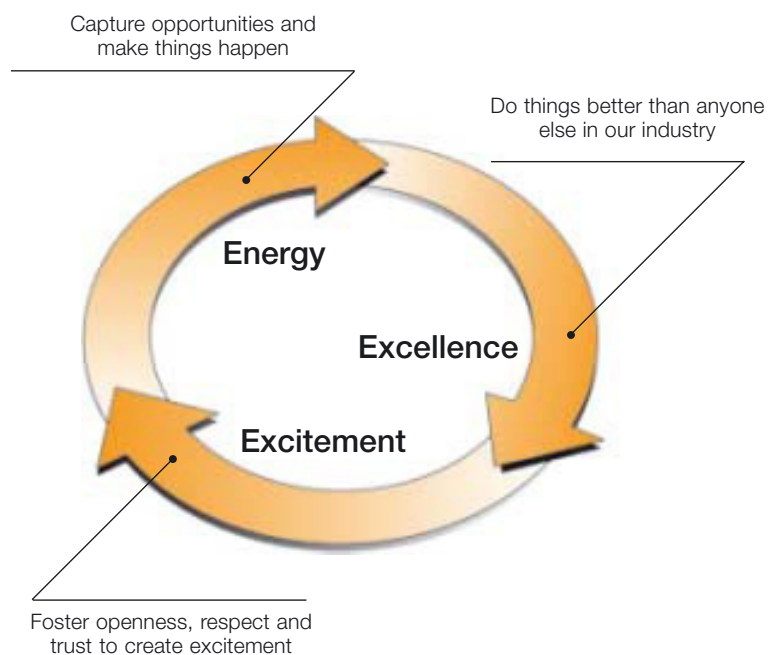 Capture opportunities and
make things happen
Do things better than anyone
else in our industry
Energy
Excellence
Excitement
Foster openness, respect and
trust to create excitement